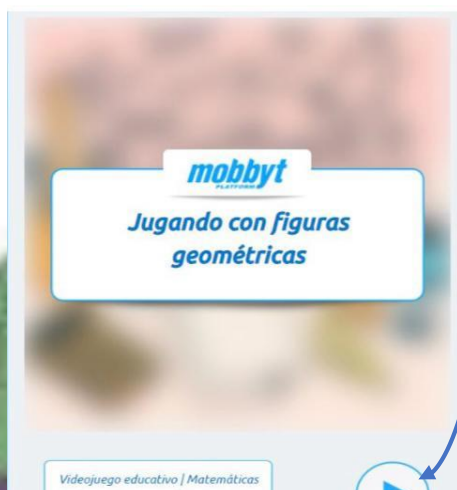 mobbyt
PLATFORM
Jugando con figuras
geométricas
Videojuego educativo | Matemáticas